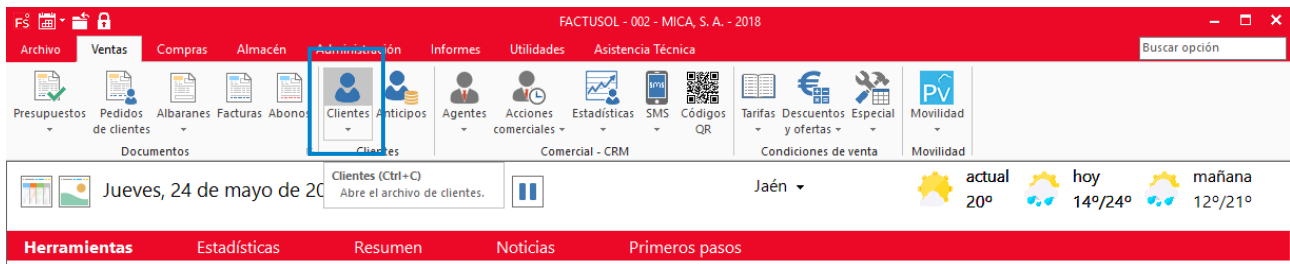 FS FACTUSOL - 002 - MICA, S. A. - 2018
Archivo Ventas Compras Almacén Administración Informes Utilidades Asistencia Técnica Buscar opción
Presupuestos Pedidos de clientes Albaranes Facturas Abonos Clientes Anticipos Agentes Acciones comerciales Estadísticas SMS Códigos QR Tarifas Descuentos y ofertas Especial Movilidad
Documentos Clientes Comercial - CRM Condiciones de venta Movilidad
Clientes (Ctrl+C)
Abre el archivo de clientes.
Jueves, 24 de mayo de 20
Jaén
actual
20º
hoy
14º/24º
mañana
12º/21º
Herramientas Estadísticas Resumen Noticias Primeros pasos